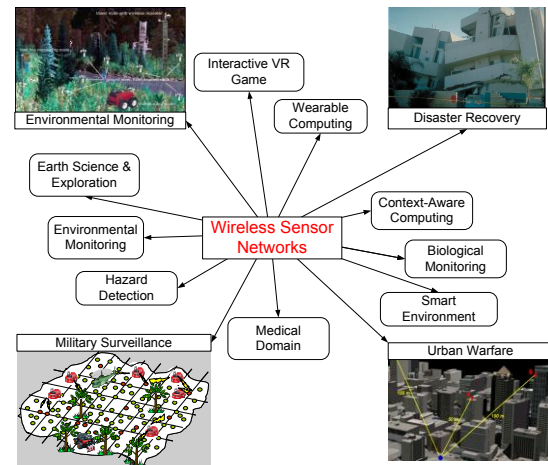 Interactive VR
Game
Wearable
Computing
Environmental Monitoring
Disaster Recovery
Earth Science &
Exploration
Context-Aware
Computing
Environmental
Monitoring
Wireless Sensor
Networks
Biological
Monitoring
Hazard
Detection
Smart
Environment
Medical
Domain
Military Surveillance
Urban Warfare